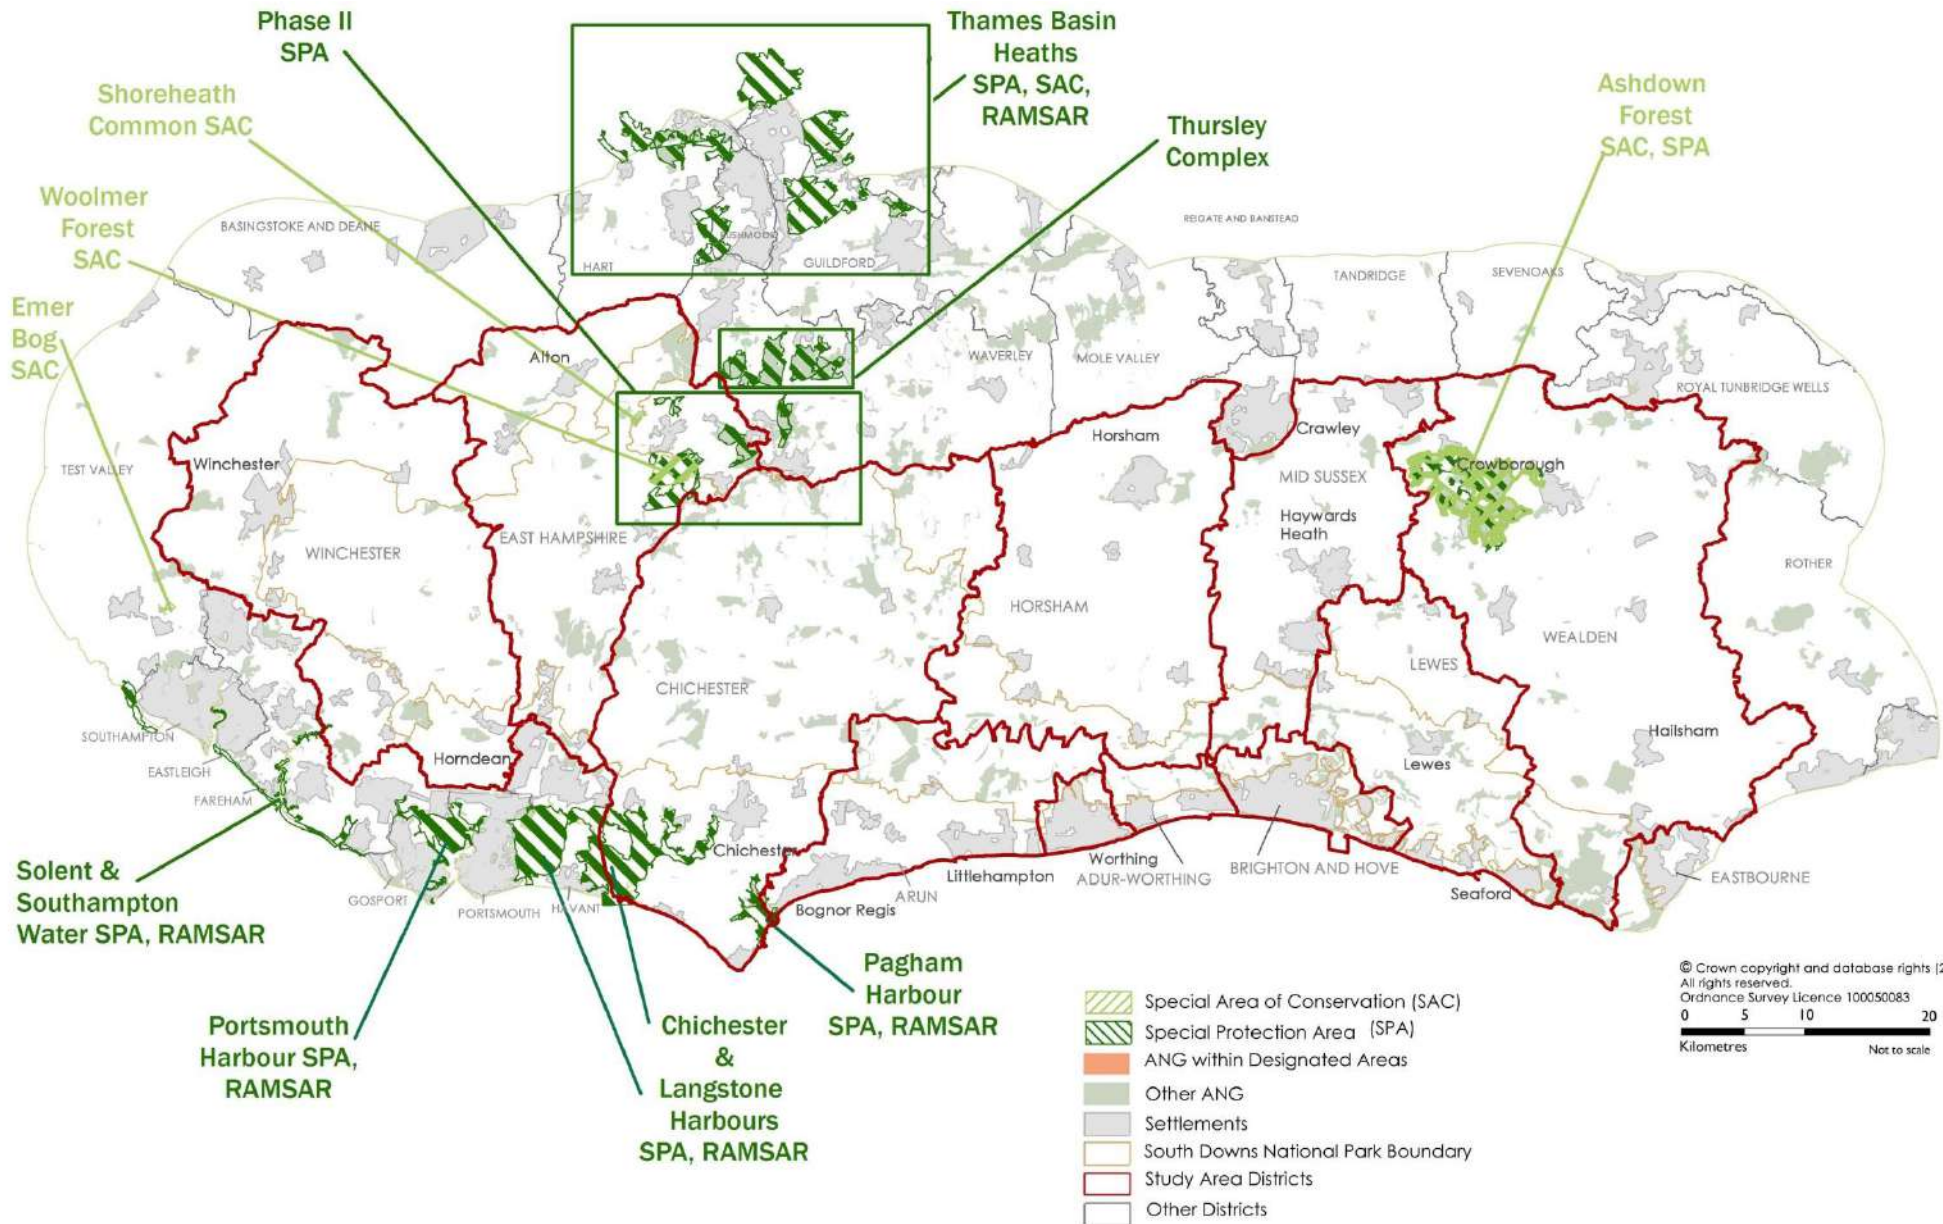 Phase II
SPA
Thames Basin
Heaths
SPA, SAC,
RAMSAR
Shoreheath
Common SAC
Ashdown
Forest
SAC, SPA
Thursley
Complex
Woolmer
Forest
SAC
Emer
Bog
SAC
BASINGSTOKE AND DEANE
REIGATE AND BANSTEAD
HART
RUSHMOOR
GUILDFORD
TANDRIDGE
SEVENOAKS
Alton
WAVERLEY
MOLE VALLEY
ROYAL TUNBRIDGE WELLS
Horsham
Crawley
TEST VALLEY
Winchester
Crowborough
MID SUSSEX
Haywards
Heath
EAST HAMPSHIRE
WINCHESTER
ROTHER
HORSHAM
WEALDEN
LEWES
CHICHESTER
SOUTHAMPTON
EASTLEIGH
Horndean
Hailsham
Lewes
FAREHAM
Chichester
Worthing
ADUR-WORTHING
BRIGHTON AND HOVE
Littlehampton
EASTBOURNE
Seaford
ARUN
Bognor Regis
GOSPORT
PORTSMOUTH
HAVANT
Solent &
Southampton
Water SPA, RAMSAR
Pagham
Harbour
SPA, RAMSAR
Portsmouth
Harbour SPA,
RAMSAR
Chichester
&
Langstone
Harbours
SPA, RAMSAR
Special Area of Conservation (SAC)
Special Protection Area (SPA)
ANG within Designated Areas
Other ANG
Settlements
South Downs National Park Boundary
Study Area Districts
Other Districts
© Crown copyright and database rights |2
All rights reserved.
Ordnance Survey Licence 100050083
0 5 10 20
Kilometres
Not to scale